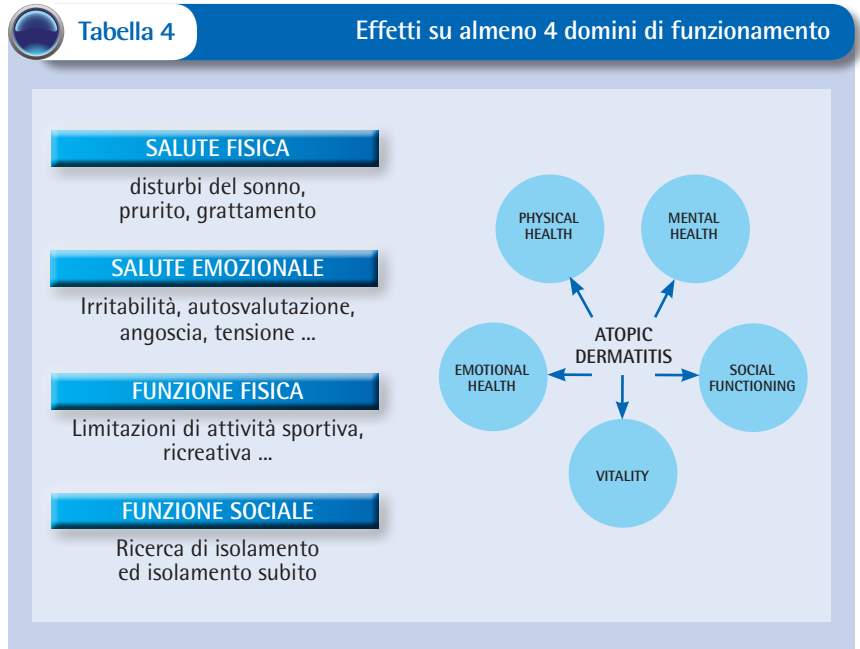 Tabella 4
Effetti su almeno 4 domini di funzionamento
SALUTE FISICA
disturbi del sonno,
prurito, grattamento
SALUTE EMOZIONALE
Irritabilità, autosvalutazione,
angoscia, tensione ...
FUNZIONE FISICA
Limitazioni di attività sportiva,
ricreativa ...
FUNZIONE SOCIALE
Ricerca di isolamento
ed isolamento subito
PHYSICAL
HEALTH
MENTAL
HEALTH
ATOPIC
DERMATITIS
EMOTIONAL
HEALTH
SOCIAL
FUNCTIONING
VITALITY